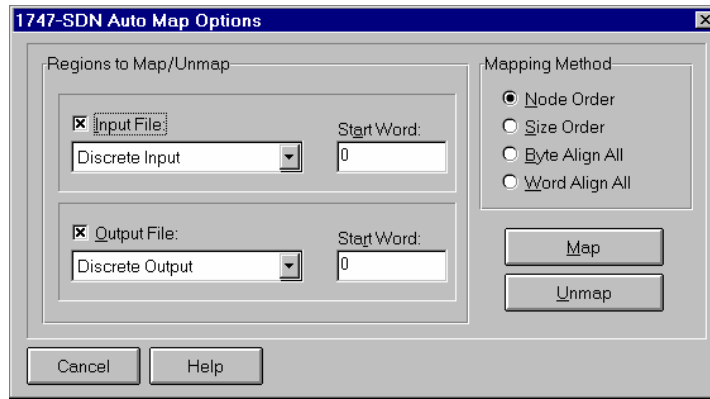 1747-SDN Auto Map Options
Regions to Map/Unmap
Input File:
Start Word:
Discrete Input
0
Output File:
Start Word:
Discrete Output
0
Mapping Method
Node Order
Size Order
Byte Align All
Word Align All
Map
Unmap
Cancel
Help